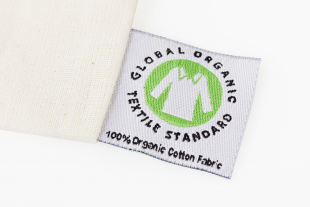 GLOBAL ORGANIC
TEXTILE STANDARD
100% Organic Cotton Fabric